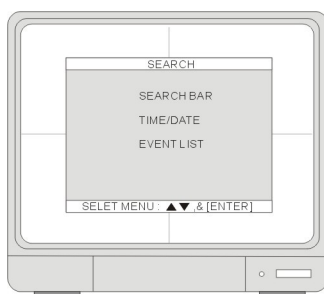 SEARCH
SEARCH BAR
TIME/DATE
EVENT LIST
SELET MENU : ▲▼ ,& [ENTER]